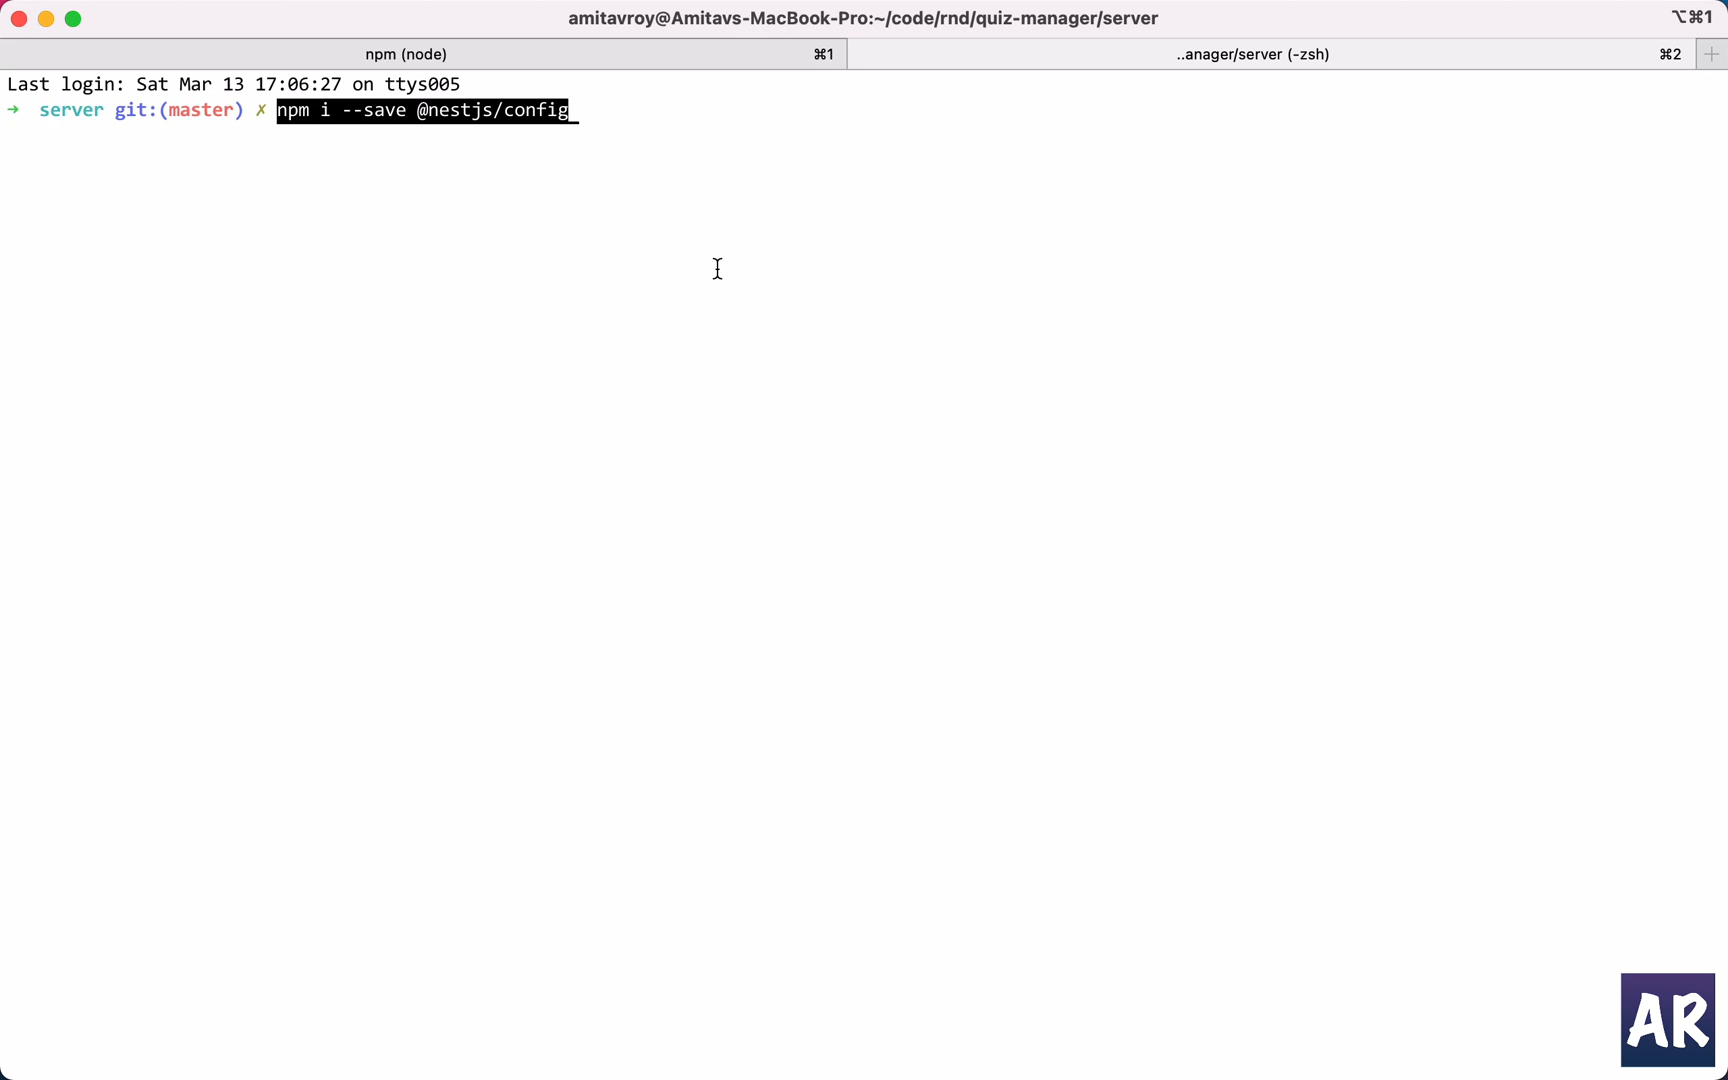 amitavroy@Amitavs-MacBook-Pro:~/code/rnd/quiz-manager/server
⌥⌘1
npm (node)
⌘1
..anager/server (-zsh)
⌘2
Last login: Sat Mar 13 17:06:27 on ttys005
➜ server git:(master) ✗ npm i --save @nestjs/config
AR